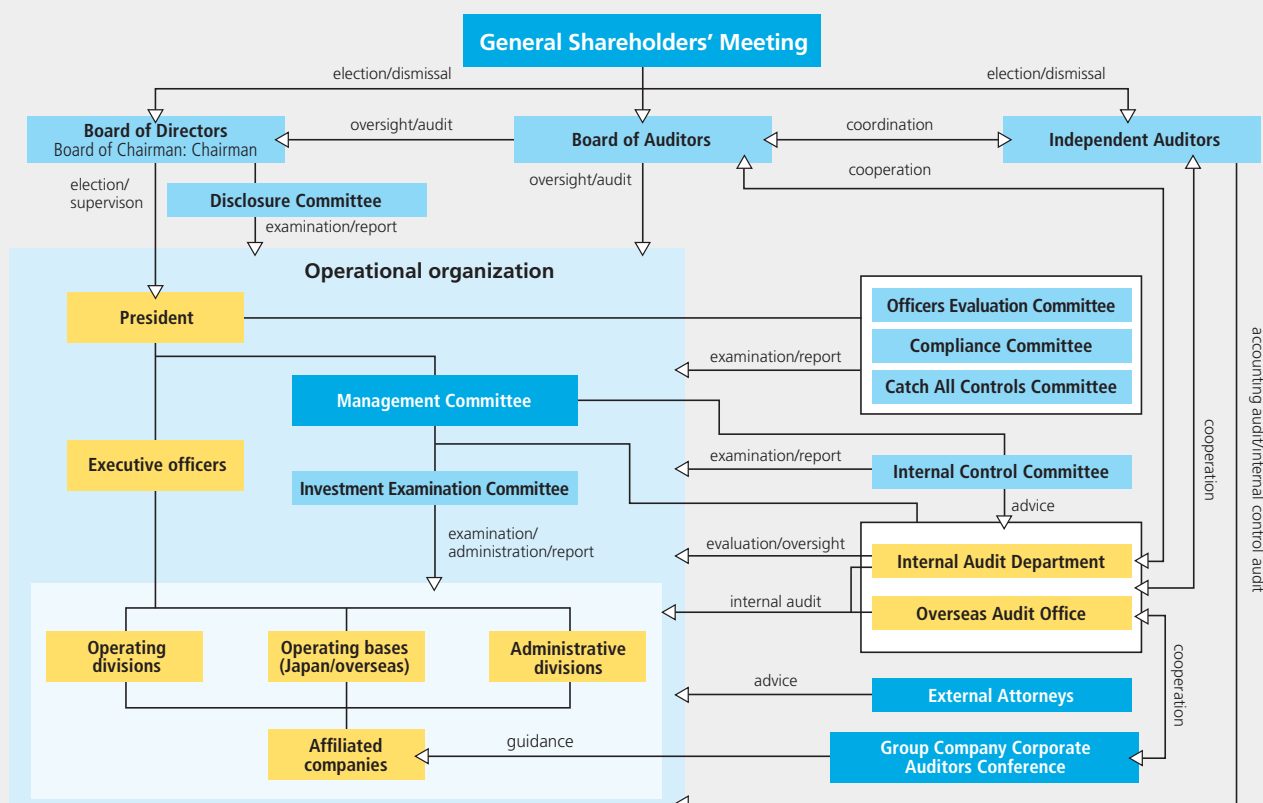 General Shareholders’ Meeting
election/dismissal
election/dismissal
Board of Directors
Board of Chairman: Chairman
oversight/audit
Board of Auditors
coordination
Independent Auditors
election/
supervison
Disclosure Committee
examination/report
oversight/audit
cooperation
Operational organization
President
Officers Evaluation Committee
Compliance Committee
Catch All Controls Committee
examination/report
Management Committee
Executive officers
Investment Examination Committee
examination/report
Internal Control Committee
advice
examination/
administration/report
evaluation/oversight
Internal Audit Department
internal audit
Overseas Audit Office
cooperation
accounting audit/internal control audit
Operating
divisions
Operating bases
(Japan/overseas)
Administrative
divisions
advice
External Attorneys
cooperation
Affiliated
companies
guidance
Group Company Corporate
Auditors Conference